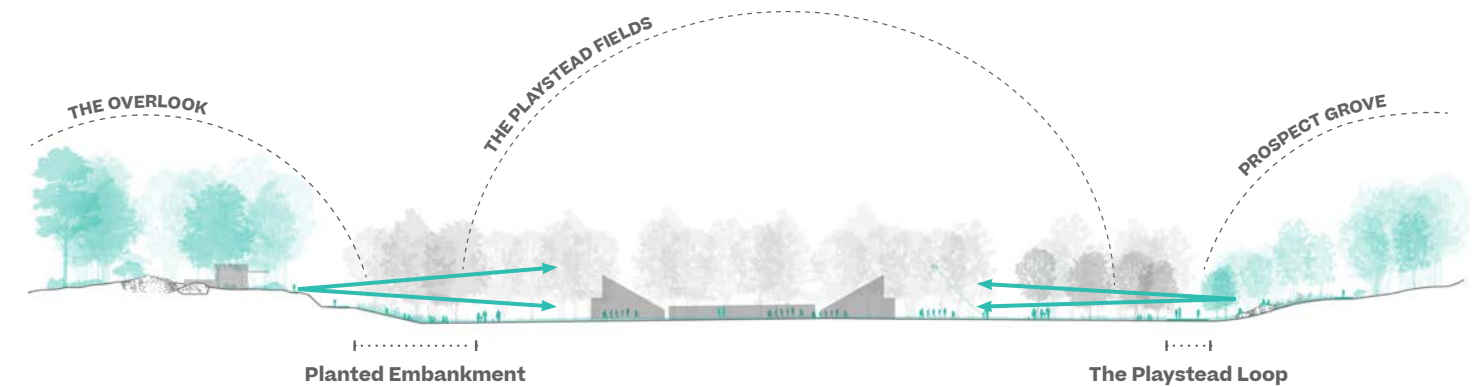 THE OVERLOOK
THE PLAYSTEAD FIELDS
PROSPECT GROVE
Planted Embankment
The Playstead Loop